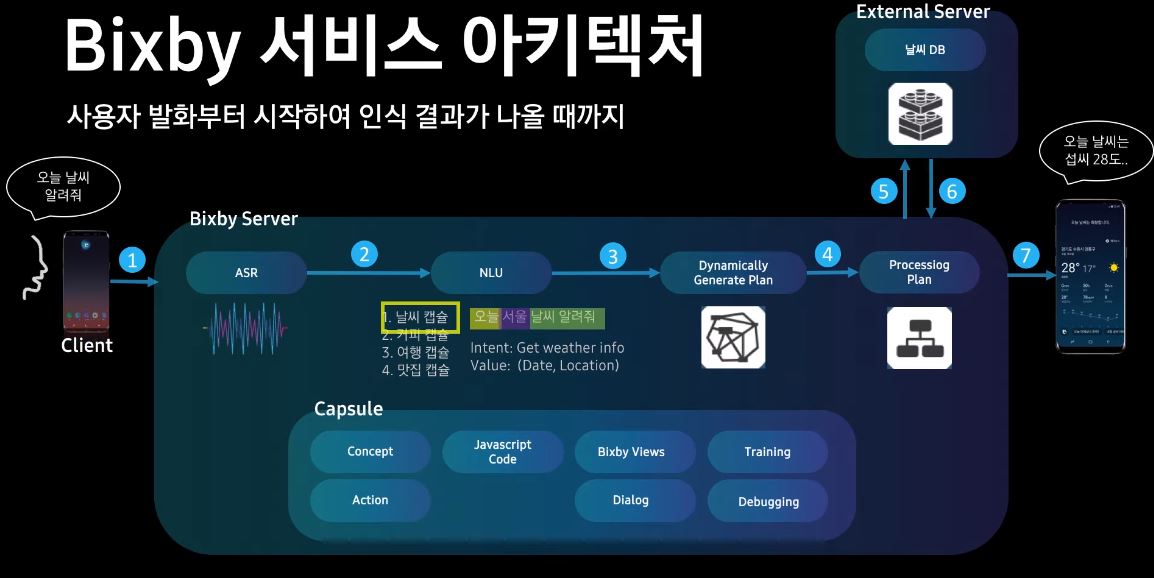 Bixby 서비스 아키텍처
사용자 발화부터 시작하여 인식 결과가 나올 때까지
External Server
날씨 DB
오늘 날씨
알려줘
오늘 날씨는
섭씨 28도..
5
6
Bixby Server
Client
1
ASR
2
NLU
3
Dynamically
Generate Plan
4
Processiog
Plan
7
1. 날씨 캡슐
2. 커피 캡슐
3. 여행 캡슐
4. 맛집 캡슐
오늘 서울 날씨 알려줘
Intent: Get weather info
Value: (Date, Location)
28° 17°
Capsule
Concept
Javascript
Code
Bixby Views
Training
Action
Dialog
Debugging